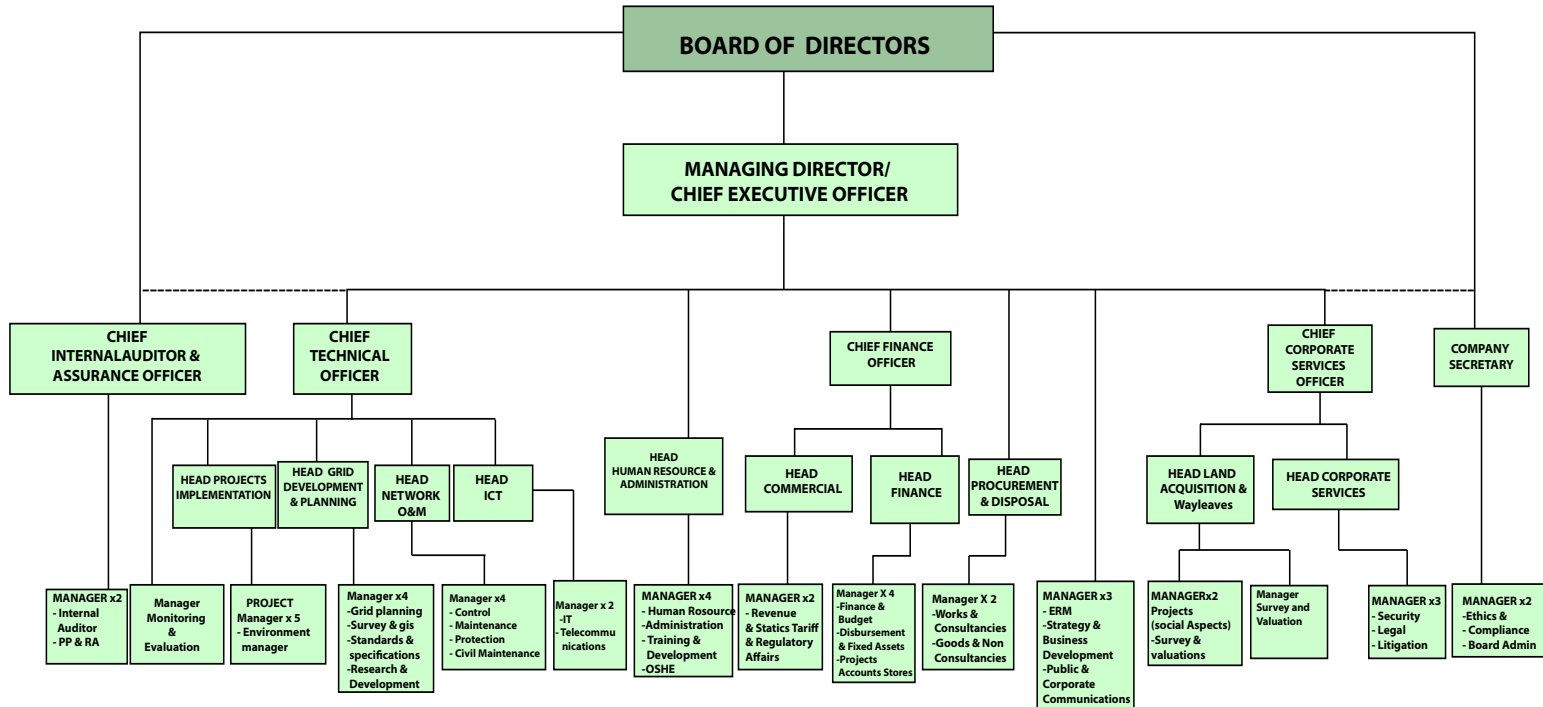 BOARD OF DIRECTORS
MANAGING DIRECTOR/
CHIEF EXECUTIVE OFFICER
CHIEF
INTERNALAUDITOR &
ASSURANCE OFFICER
CHIEF
TECHNICAL
OFFICER
CHIEF FINANCE
OFFICER
CHIEF
CORPORATE
SERVICES
OFFICER
COMPANY
SECRETARY
HEAD PROJECTS
IMPLEMENTATION
HEAD GRID
DEVELOPMENT
& PLANNING
HEAD
NETWORK
O&M
HEAD
ICT
HEAD
HUMAN RESOURCE &
ADMINISTRATION
HEAD
COMMERCIAL
HEAD
FINANCE
HEAD
PROCUREMENT
& DISPOSAL
HEAD LAND
ACQUISITION &
Wayleaves
HEAD CORPORATE
SERVICES
MANAGER x2
- Internal
Auditor
- PP & RA
Manager
Monitoring
&
Evaluation
PROJECT
Manager x 5
- Environment
manager
Manager x4
-Grid planning
-Survey & gis
-Standards &
specifications
-Research &
Development
Manager x4
- Control
- Maintenance
- Protection
- Civil Maintenance
Manager x 2
-IT
- Telecommu
nications
MANAGER x4
- Human Rosource
-Administration
- Training &
Development
-OSHE
MANAGER x2
- Revenue
& Statics Tariff
& Regulatory
Affairs
Manager X 4
-Finance &
Budget
-Disbursement
& Fixed Assets
-Projects
Accounts Stores
Manager X 2
-Works &
Consultancies
-Goods & Non
Consultancies
MANAGER x3
- ERM
- Strategy &
Business
Development
-Public &
Corporate
Communications
MANAGERx2
Projects
(social Aspects)
-Survey &
valuations
Manager
Survey and
Valuation
MANAGER x3
- Security
- Legal
- Litigation
MANAGER x2
-Ethics &
- Compliance
- Board Admin